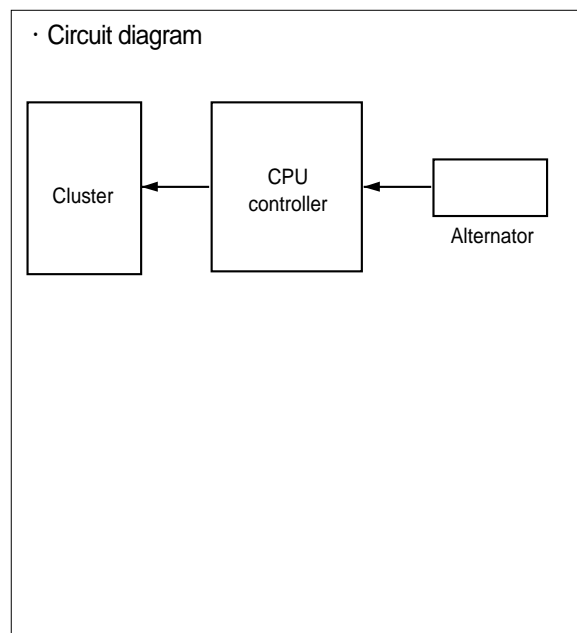 · Circuit diagram
Cluster
CPU
controller
Alternator